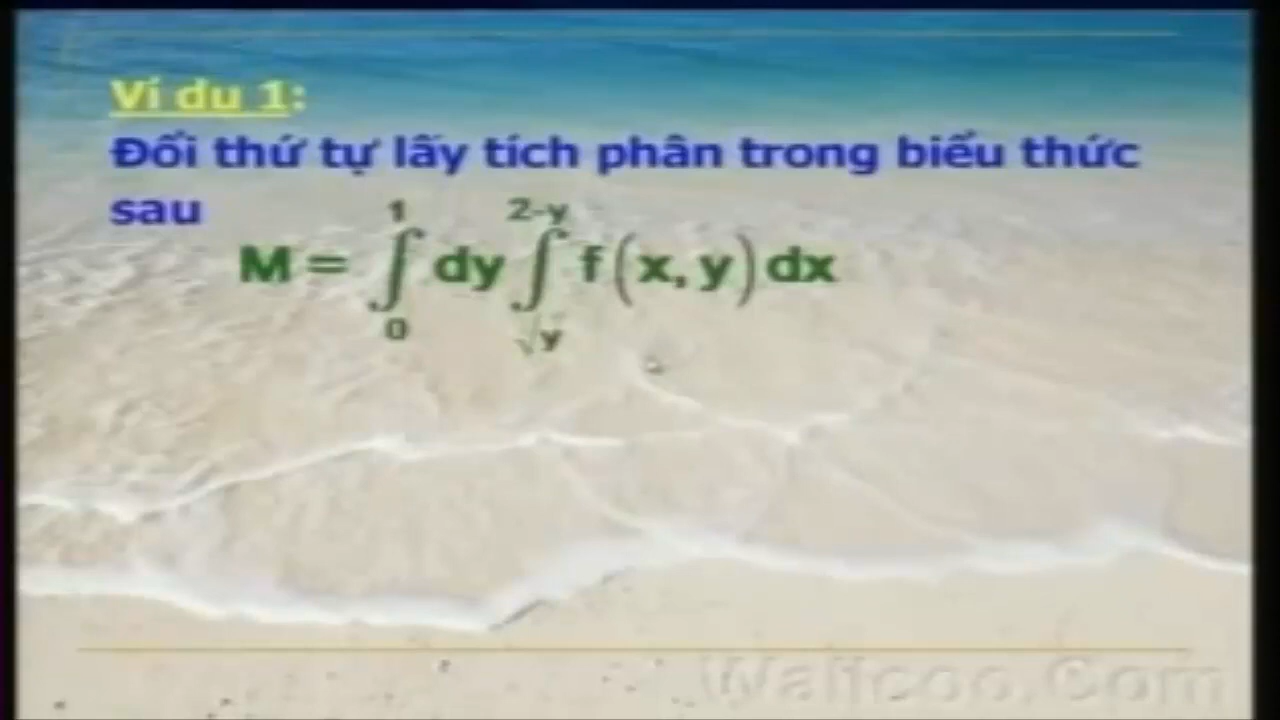 Ví dụ 1:
Đổi thứ tự lấy tích phân trong biểu thức
sau
M = ∫₀¹ dy ∫_{√y}^{2-y} f(x,y)dx
Wallcoo.Com